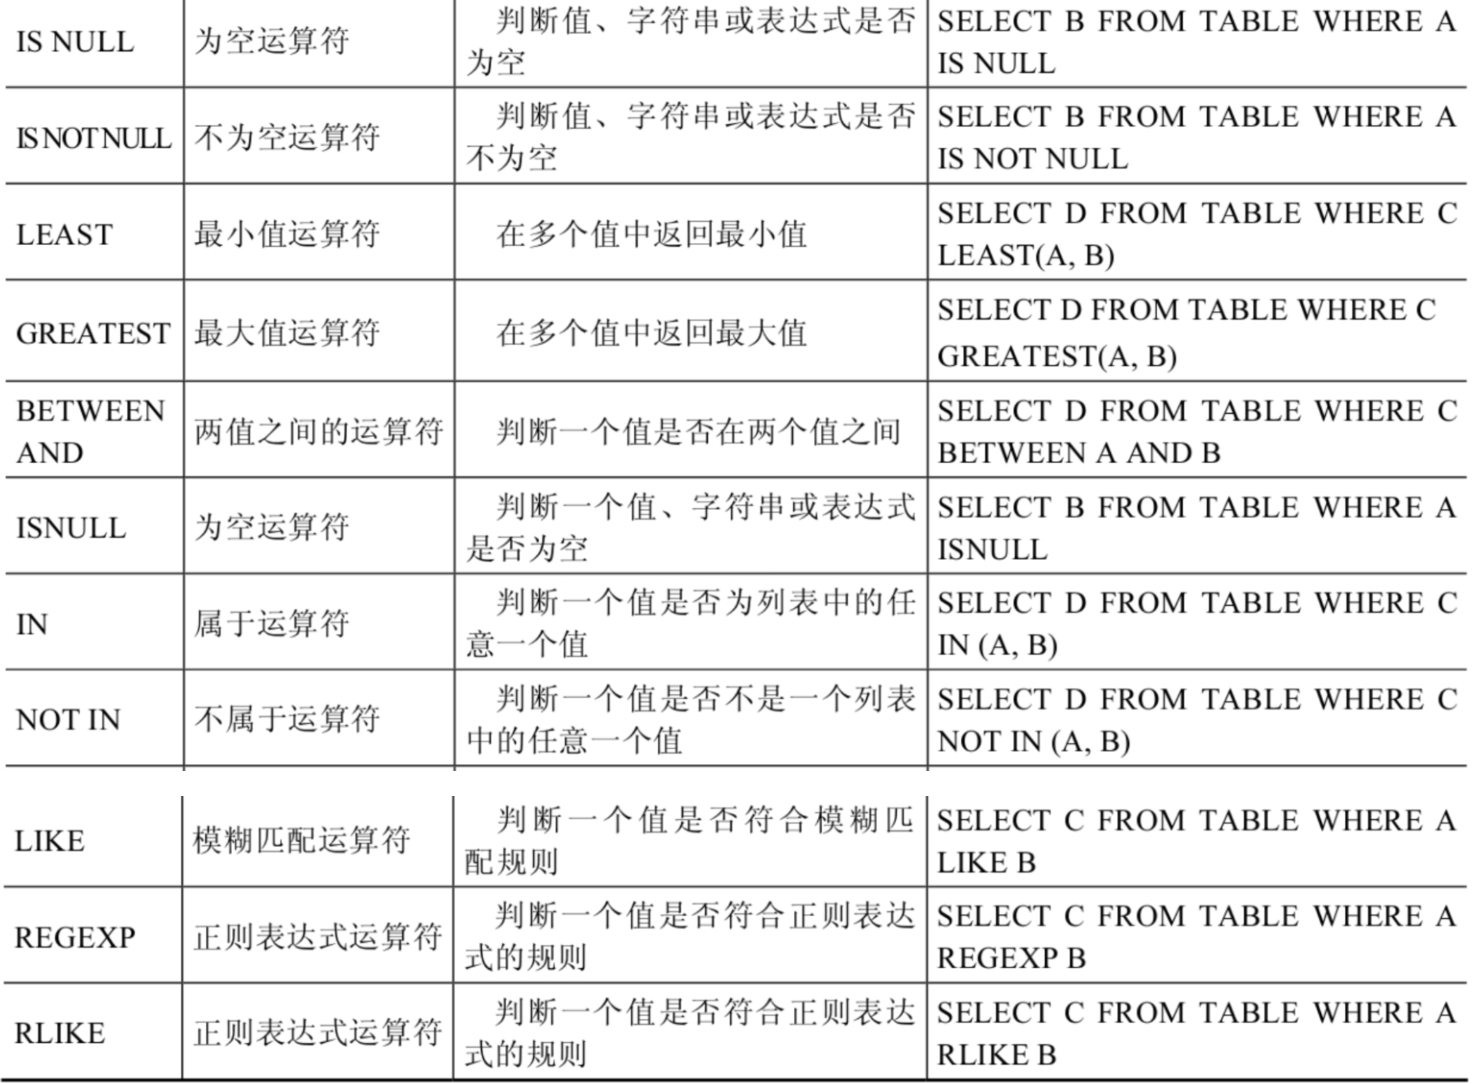 IS NULL
为空运算符
判断值、字符串或表达式是否
为空
SELECT B FROM TABLE WHERE A
IS NULL
IS NOT NULL
不为空运算符
判断值、字符串或表达式是否
不为空
SELECT B FROM TABLE WHERE A
IS NOT NULL
LEAST
最小值运算符
在多个值中返回最小值
SELECT D FROM TABLE WHERE C
LEAST(A, B)
GREATEST
最大值运算符
在多个值中返回最大值
SELECT D FROM TABLE WHERE C
GREATEST(A, B)
BETWEEN
AND
两值之间的运算符
判断一个值是否在两个值之间
SELECT D FROM TABLE WHERE C
BETWEEN A AND B
ISNULL
为空运算符
判断一个值、字符串或表达式
是否为空
SELECT B FROM TABLE WHERE A
ISNULL
IN
属于运算符
判断一个值是否为列表中的任
意一个值
SELECT D FROM TABLE WHERE C
IN (A, B)
NOT IN
不属于运算符
判断一个值是否不是一个列表
中的任意一个值
SELECT D FROM TABLE WHERE C
NOT IN (A, B)
LIKE
模糊匹配运算符
判断一个值是否符合模糊匹
配规则
SELECT C FROM TABLE WHERE A
LIKE B
REGEXP
正则表达式运算符
判断一个值是否符合正则表达
式的规则
SELECT C FROM TABLE WHERE A
REGEXP B
RLIKE
正则表达式运算符
判断一个值是否符合正则表达
式的规则
SELECT C FROM TABLE WHERE A
RLIKE B